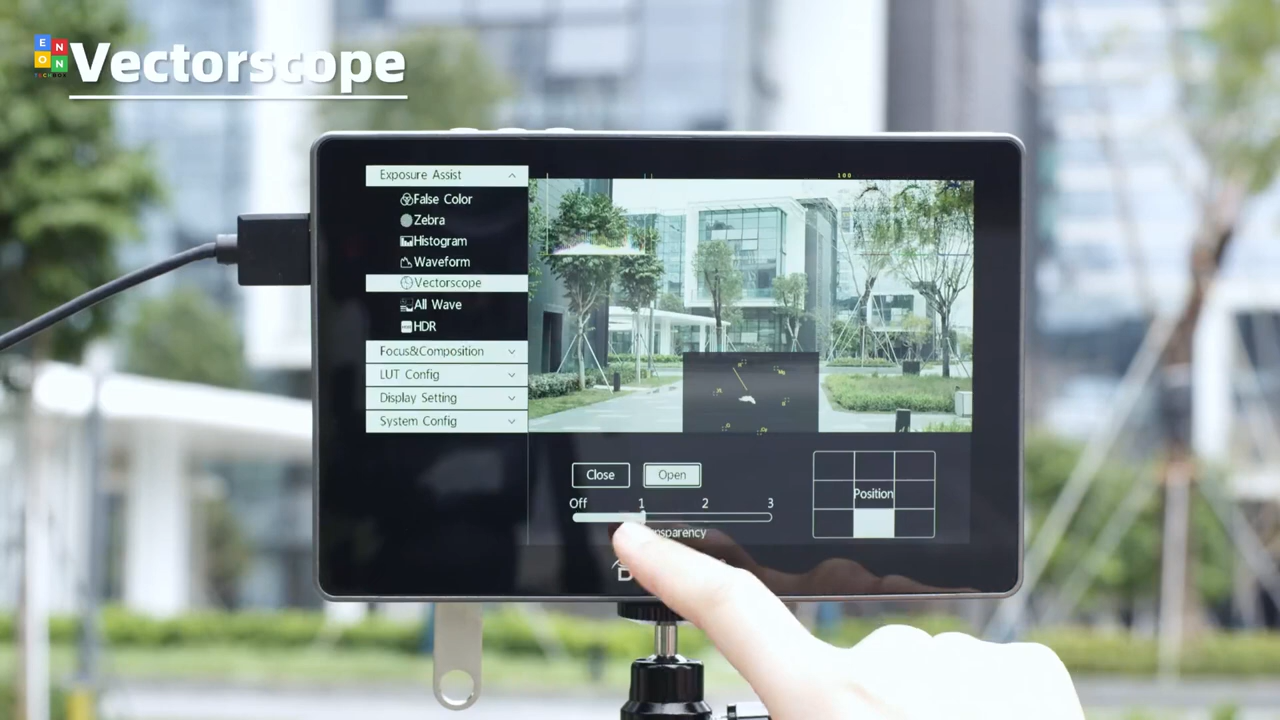 E N
O N
TECHBOX
Vectorscope
Exposure Assist
False Color
Zebra
Histogram
Waveform
Vectorscope
All Wave
HDR
Focus&Composition
LUT Config
Display Setting
System Config
100
Close
Open
Off 1 2 3
Position